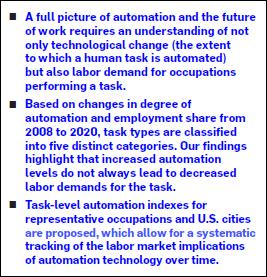 ■ A full picture of automation and the future
of work requires an understanding of not
only technological change (the extent
to which a human task is automated)
but also labor demand for occupations
performing a task.
■ Based on changes in degree of
automation and employment share from
2008 to 2020, task types are classified
into five distinct categories. Our findings
highlight that increased automation
levels do not always lead to decreased
labor demands for the task.
■ Task-level automation indexes for
representative occupations and U.S. cities
are proposed, which allow for a systematic
tracking of the labor market implications
of automation technology over time.